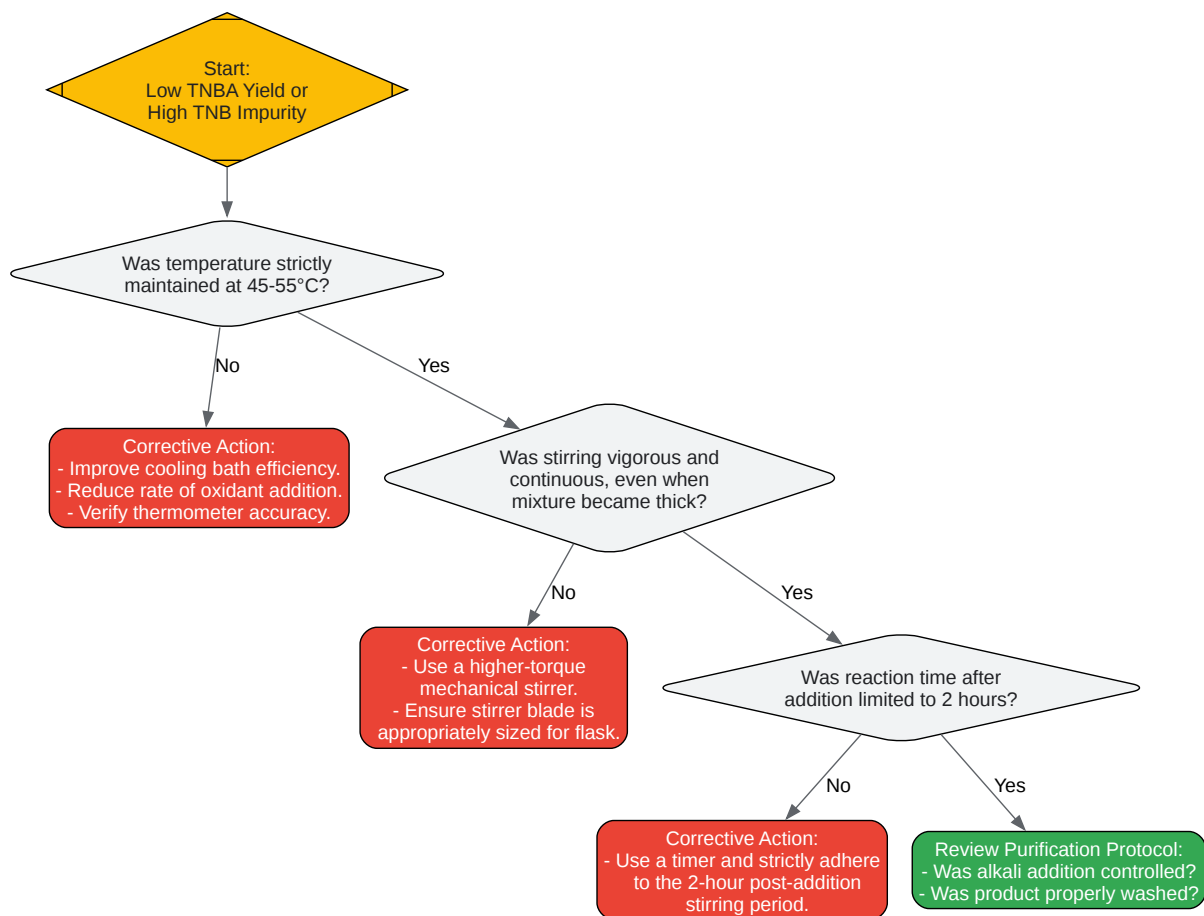 Start:
Low TNBA Yield or
High TNB Impurity
Was temperature strictly
maintained at 45-55°C?
No
Yes
Corrective Action:
- Improve cooling bath efficiency.
- Reduce rate of oxidant addition.
- Verify thermometer accuracy.
Was stirring vigorous and
continuous, even when
mixture became thick?
No
Yes
Corrective Action:
- Use a higher-torque
mechanical stirrer.
- Ensure stirrer blade is
appropriately sized for flask.
Was reaction time after
addition limited to 2 hours?
No
Yes
Corrective Action:
- Use a timer and strictly adhere
to the 2-hour post-addition
stirring period.
Review Purification Protocol:
- Was alkali addition controlled?
- Was product properly washed?